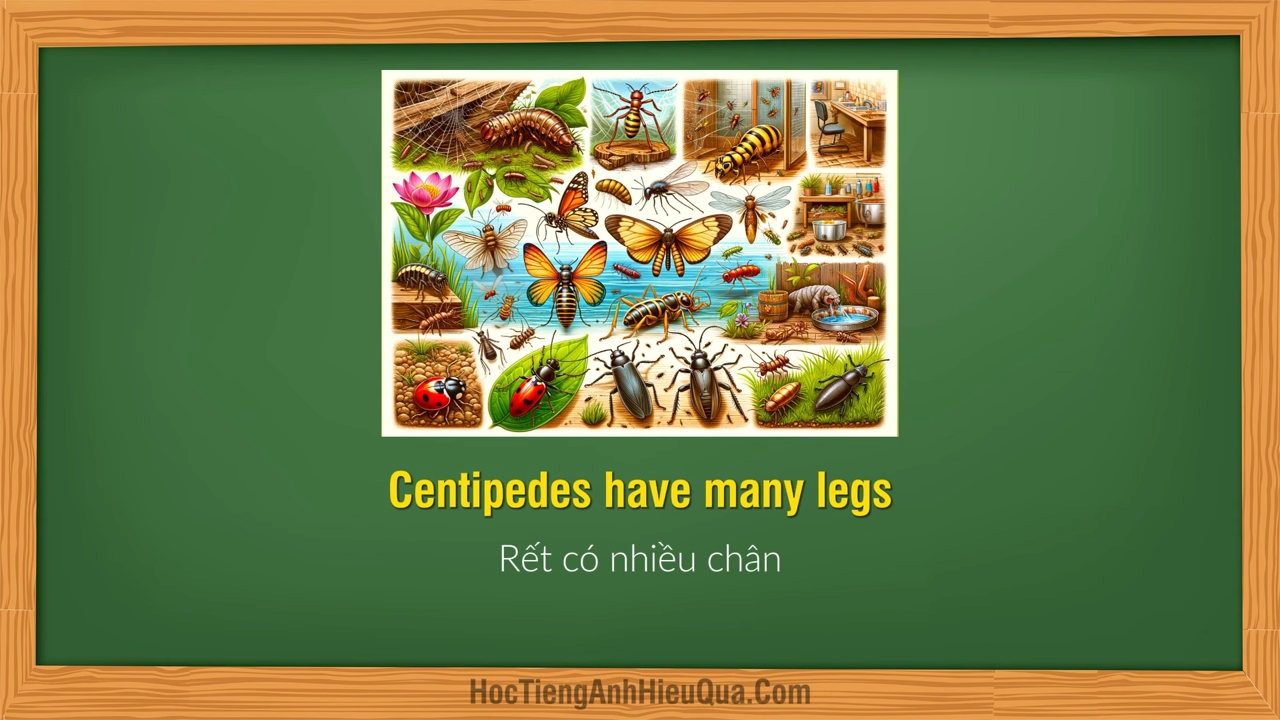 Centipedes have many legs
Rết có nhiều chân
HocTiengAnhHieuQua.Com